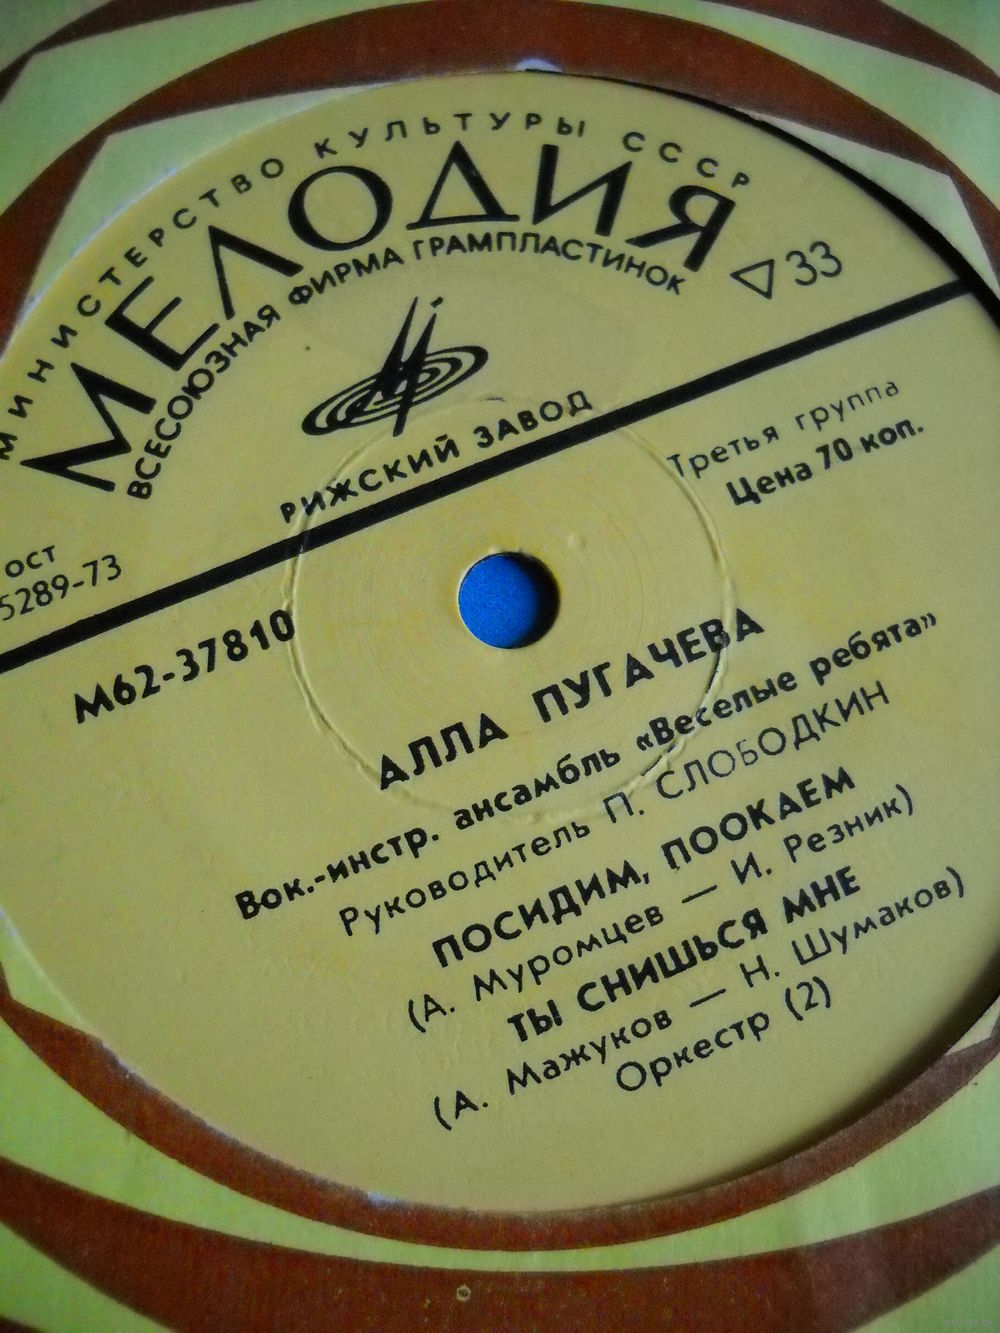 МИНИСТЕРСТВО КУЛЬТУРЫ СССР
МЕЛОДИЯ
ВСЕСОЮЗНАЯ ФИРМА ГРАМПЛАСТИНОК
▷33
РИЖСКИЙ ЗАВОД
Третья группа
Цена 70 коп.
ОСТ
5289-73
М62-37810
АЛЛА ПУГАЧЕВА
Вок.-инстр. ансамбль «Веселые ребята»
Руководитель П. СЛОБОДКИН
ПОСИДИМ, ПООКАЕМ
(А. Муромцев — И. Резник)
ТЫ СНИШЬСЯ МНЕ
(А. Мажуков — Н. Шумаков)
Оркестр (2)